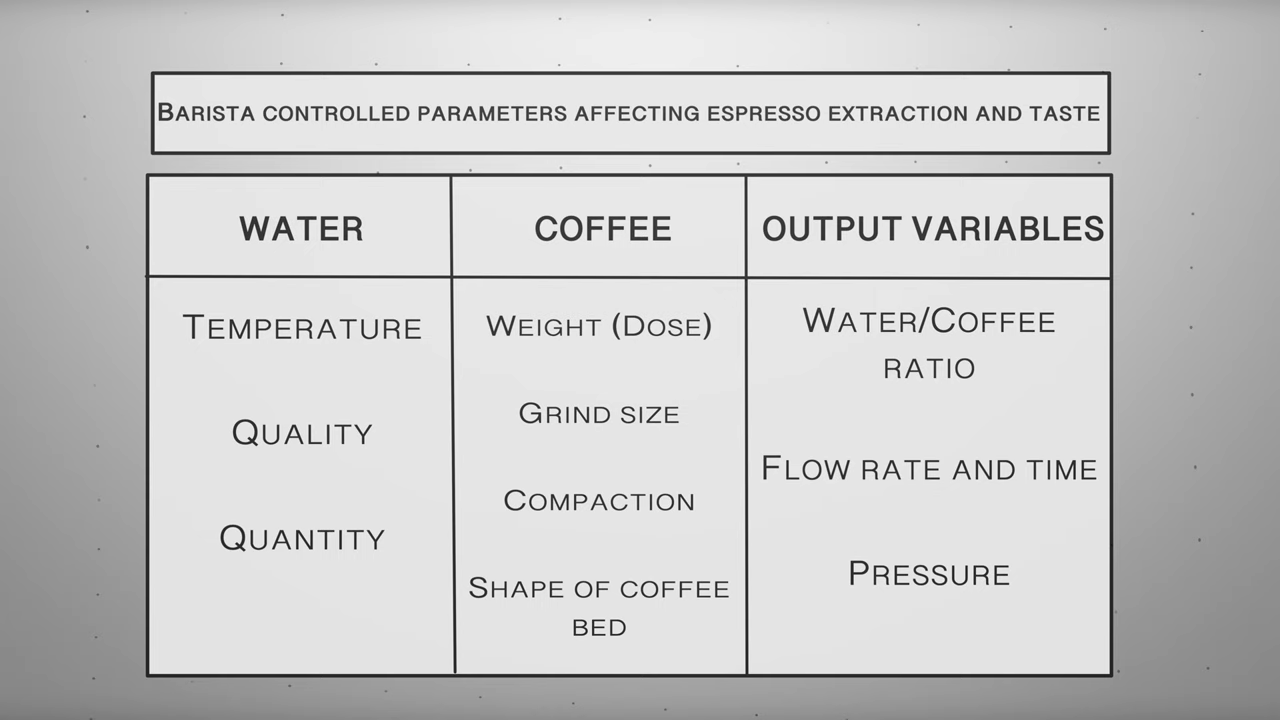 Barista controlled parameters affecting espresso extraction and taste
WATER
COFFEE
OUTPUT VARIABLES
Temperature
Quality
Quantity
Weight (Dose)
Grind size
Compaction
Shape of coffee
bed
Water/Coffee
ratio
Flow rate and time
Pressure